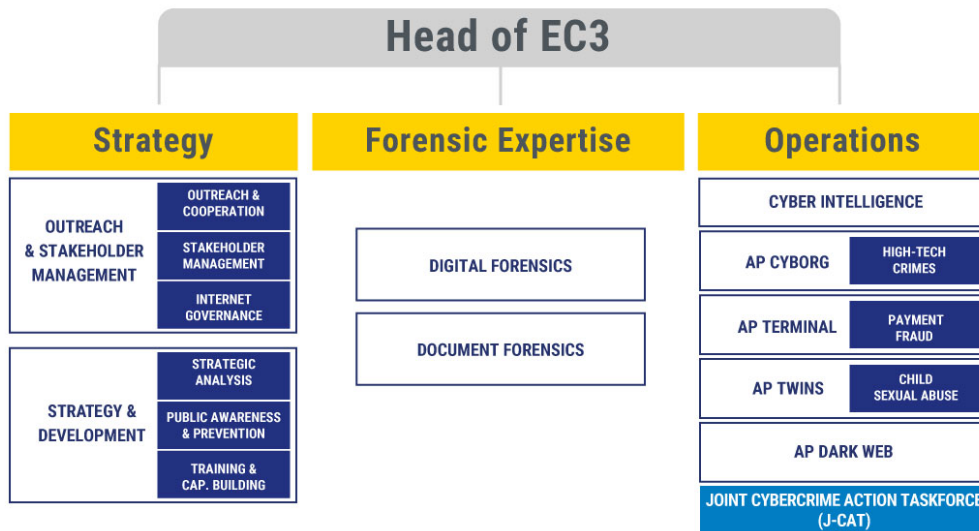 Head of EC3
Strategy
OUTREACH
& STAKEHOLDER
MANAGEMENT
OUTREACH &
COOPERATION
STAKEHOLDER
MANAGEMENT
INTERNET
GOVERNANCE
STRATEGY &
DEVELOPMENT
STRATEGIC
ANALYSIS
PUBLIC AWARENESS
& PREVENTION
TRAINING &
CAP. BUILDING
Forensic Expertise
DIGITAL FORENSICS
DOCUMENT FORENSICS
Operations
CYBER INTELLIGENCE
AP CYBORG
HIGH-TECH
CRIMES
AP TERMINAL
PAYMENT
FRAUD
AP TWINS
CHILD
SEXUAL ABUSE
AP DARK WEB
JOINT CYBERCRIME ACTION TASKFORCE
(J-CAT)